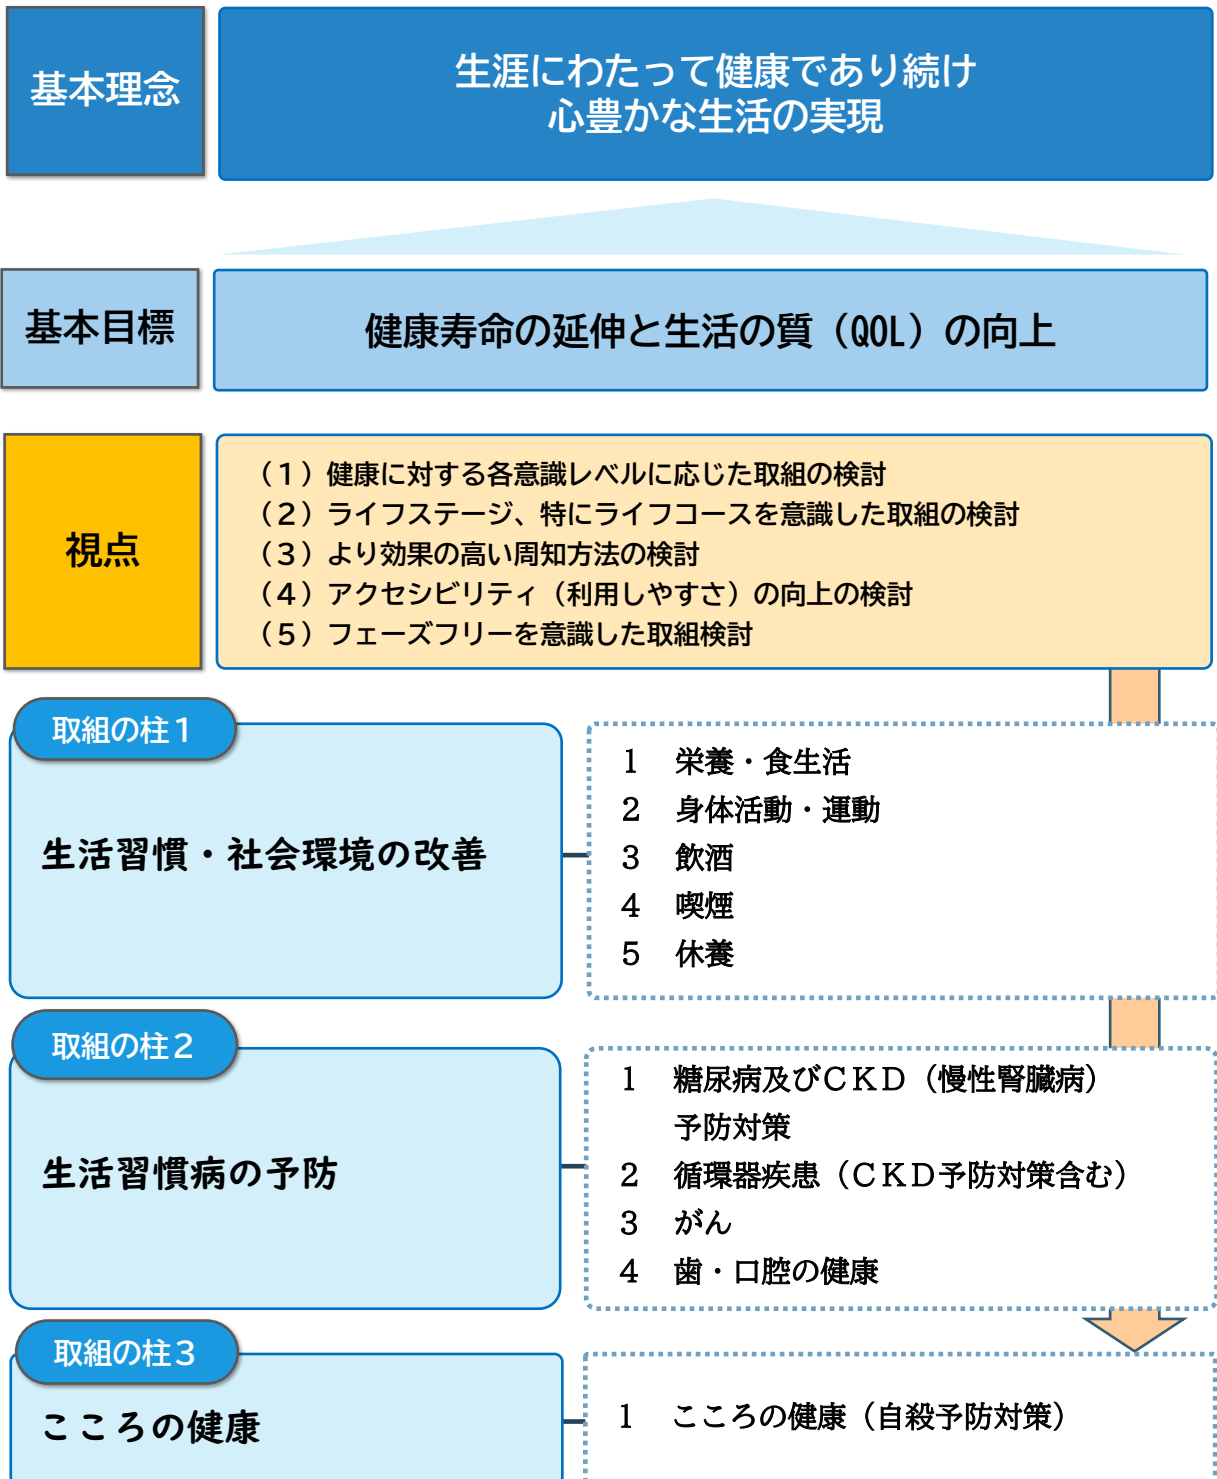 基本理念
生涯にわたって健康であり続け
心豊かな生活の実現
基本目標
健康寿命の延伸と生活の質（QOL）の向上
視点
（１）健康に対する各意識レベルに応じた取組の検討
（２）ライフステージ、特にライフコースを意識した取組の検討
（３）より効果の高い周知方法の検討
（４）アクセシビリティ（利用しやすさ）の向上の検討
（５）フェーズフリーを意識した取組検討
取組の柱１
生活習慣・社会環境の改善
１　栄養・食生活
２　身体活動・運動
３　飲酒
４　喫煙
５　休養
取組の柱２
生活習慣病の予防
１　糖尿病及びＣＫＤ（慢性腎臓病）
予防対策
２　循環器疾患（ＣＫＤ予防対策含む）
３　がん
４　歯・口腔の健康
取組の柱３
こころの健康
１　こころの健康（自殺予防対策）